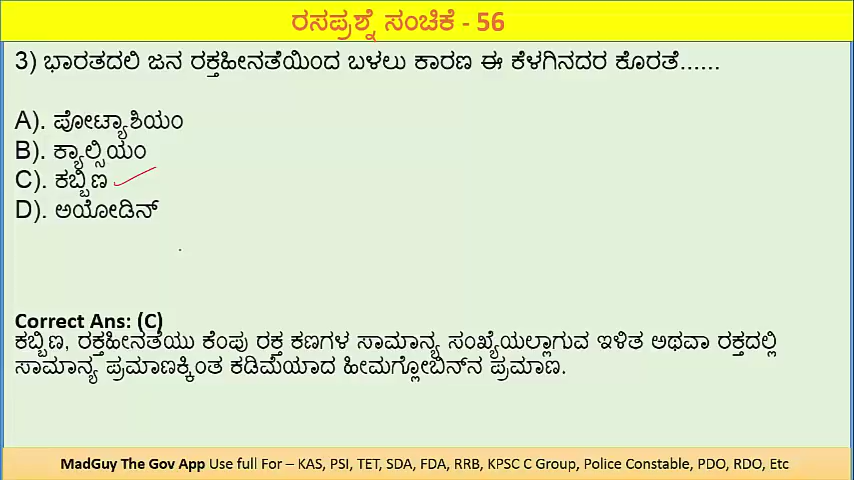 ರಸಪ್ರಶ್ನೆ ಸಂಚಿಕೆ - 56
3) ಭಾರತದಲಿ ಜನ ರಕ್ತಹೀನತೆಯಿಂದ ಬಳಲು ಕಾರಣ ಈ ಕೆಳಗಿನದರ ಕೊರತೆ......
A). ಪೋಟ್ಯಾಶಿಯಂ
B). ಕ್ಯಾಲ್ಸಿಯಂ
C). ಕಬ್ಬಿಣ
D). ಅಯೋಡಿನ್
Correct Ans: (C)
ಕಬ್ಬಿಣ, ರಕ್ತಹೀನತೆಯು ಕೆಂಪು ರಕ್ತ ಕಣಗಳ ಸಾಮಾನ್ಯ ಸಂಖ್ಯೆಯಲ್ಲಾಗುವ ಇಳಿತ ಅಥವಾ ರಕ್ತದಲ್ಲಿ
ಸಾಮಾನ್ಯ ಪ್ರಮಾಣಕ್ಕಿಂತ ಕಡಿಮೆಯಾದ ಹೀಮಗ್ಲೋಬಿನ್‌ನ ಪ್ರಮಾಣ.
MadGuy The Gov App Use full For – KAS, PSI, TET, SDA, FDA, RRB, KPSC C Group, Police Constable, PDO, RDO, Etc